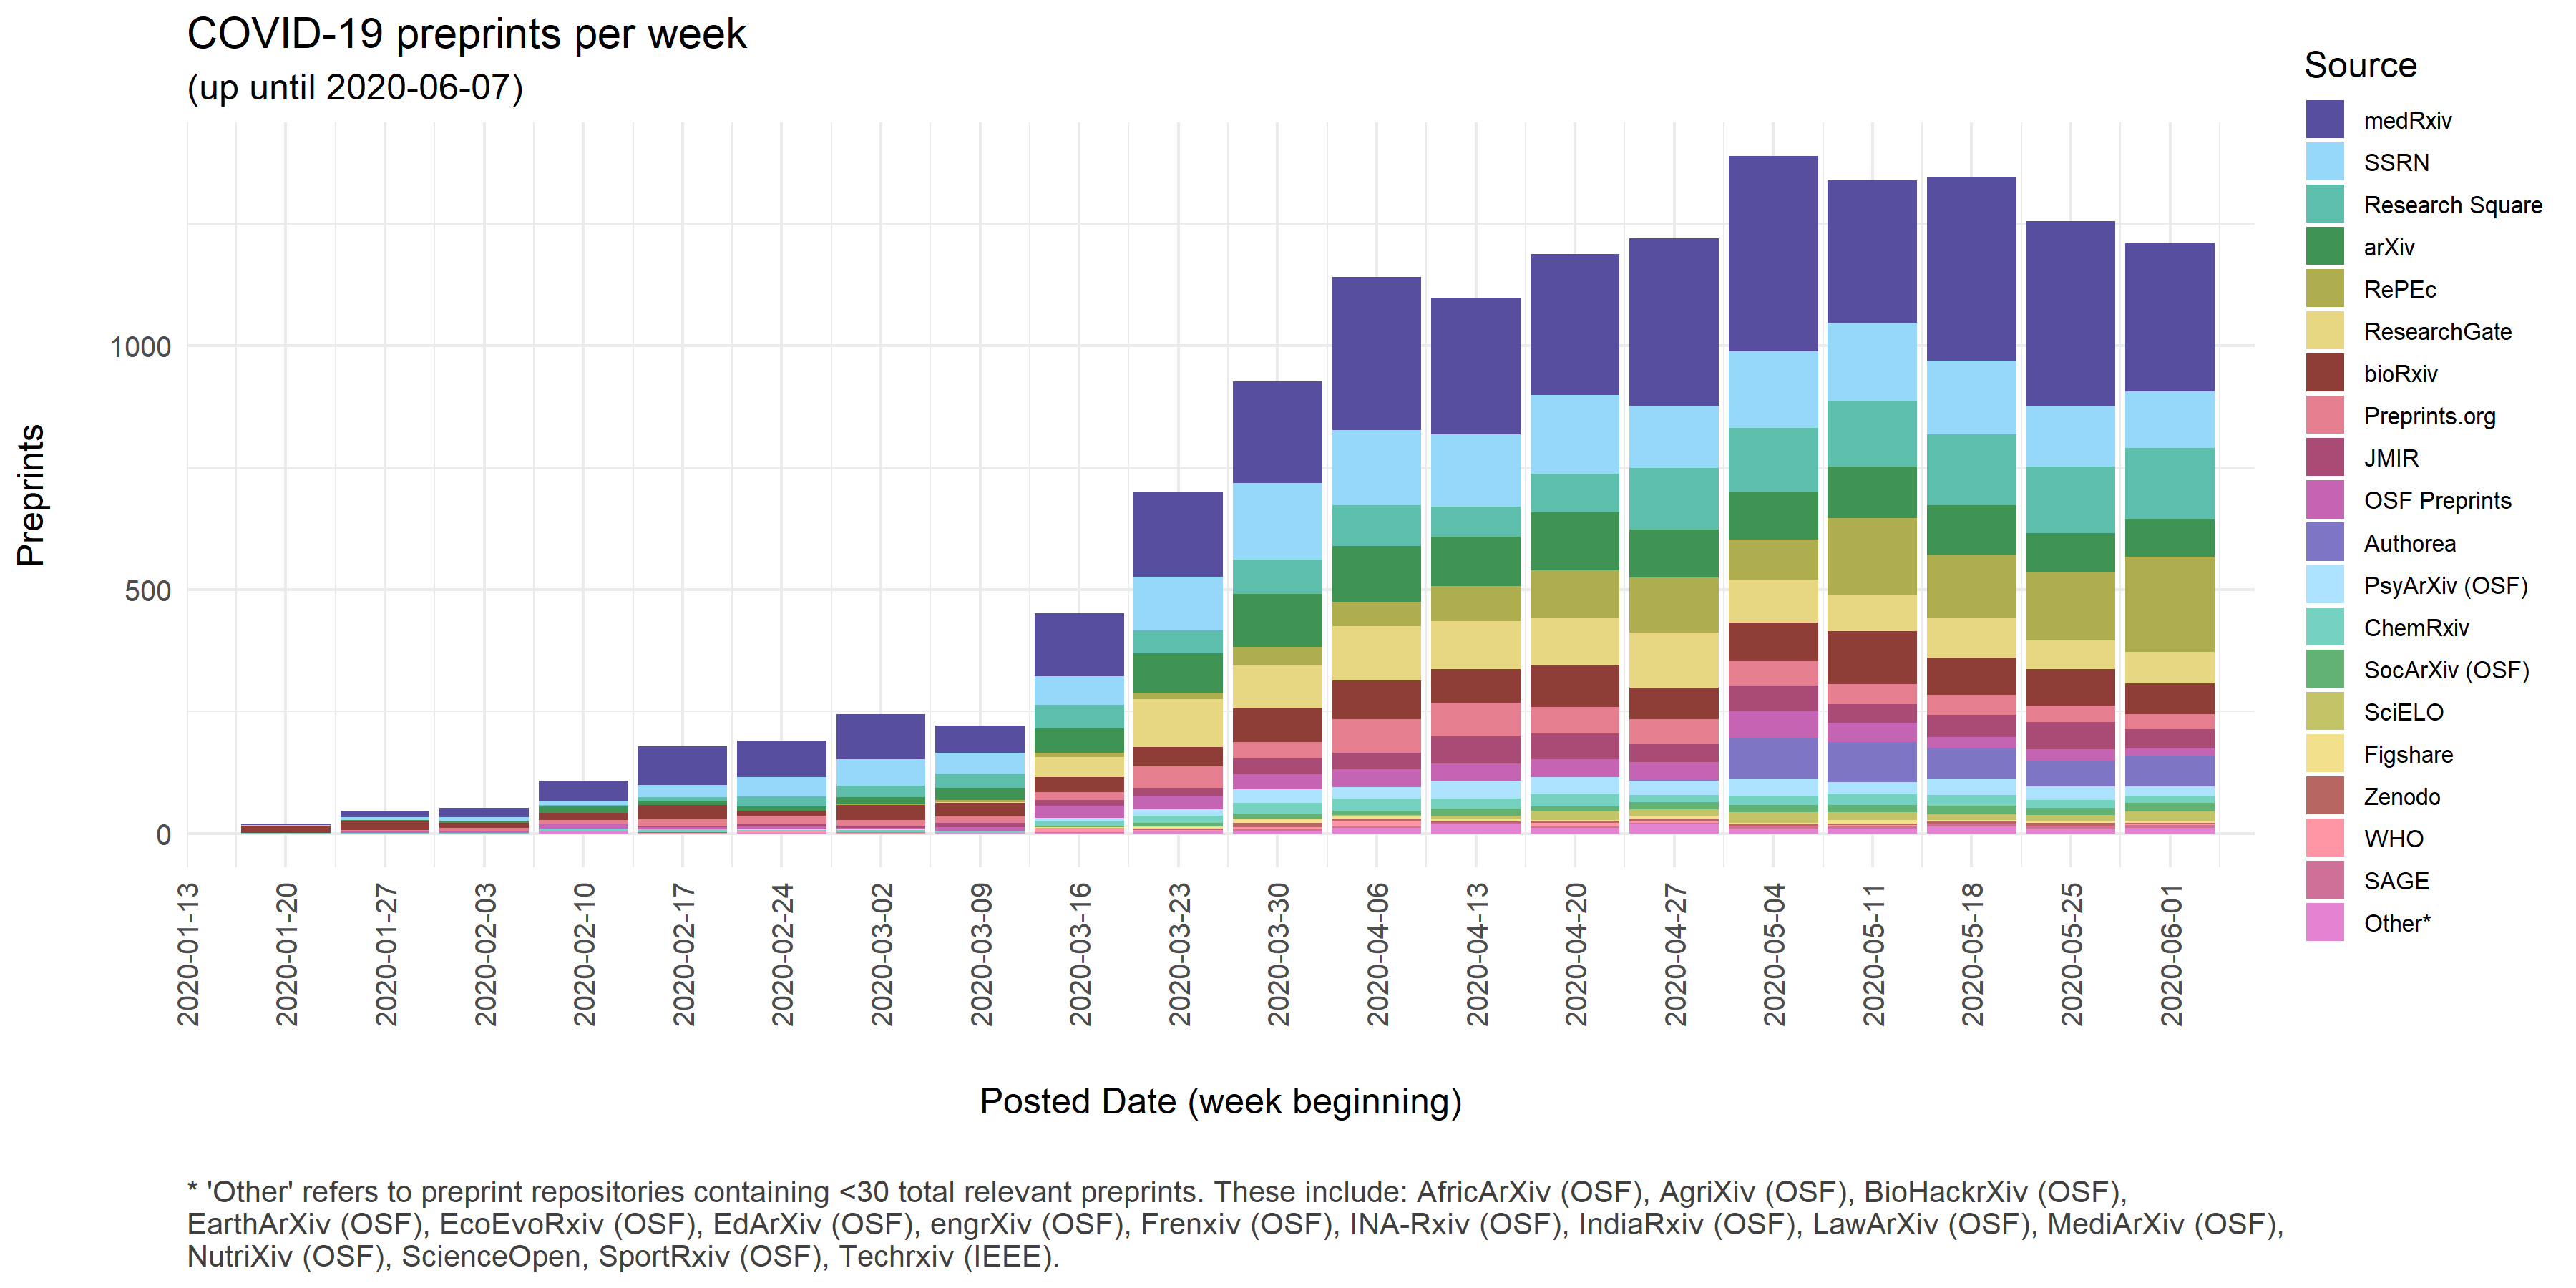 COVID-19 preprints per week
(up until 2020-06-07)
Source
medRxiv
SSRN
Research Square
arXiv
RePEc
ResearchGate
bioRxiv
Preprints.org
JMIR
OSF Preprints
Authorea
PsyArXiv (OSF)
ChemRxiv
SocArXiv (OSF)
SciELO
Figshare
Zenodo
WHO
SAGE
Other*
Preprints
1000
500
0
2020-01-13
2020-01-20
2020-01-27
2020-02-03
2020-02-10
2020-02-17
2020-02-24
2020-03-02
2020-03-09
2020-03-16
2020-03-23
2020-03-30
2020-04-06
2020-04-13
2020-04-20
2020-04-27
2020-05-04
2020-05-11
2020-05-18
2020-05-25
2020-06-01
Posted Date (week beginning)
* 'Other' refers to preprint repositories containing <30 total relevant preprints. These include: AfricArXiv (OSF), AgriXiv (OSF), BioHackrXiv (OSF),
EarthArXiv (OSF), EcoEvoRxiv (OSF), EdArXiv (OSF), engrXiv (OSF), Frenxiv (OSF), INA-Rxiv (OSF), IndiaRxiv (OSF), LawArXiv (OSF), MediArXiv (OSF),
NutriXiv (OSF), ScienceOpen, SportRxiv (OSF), Techrxiv (IEEE).